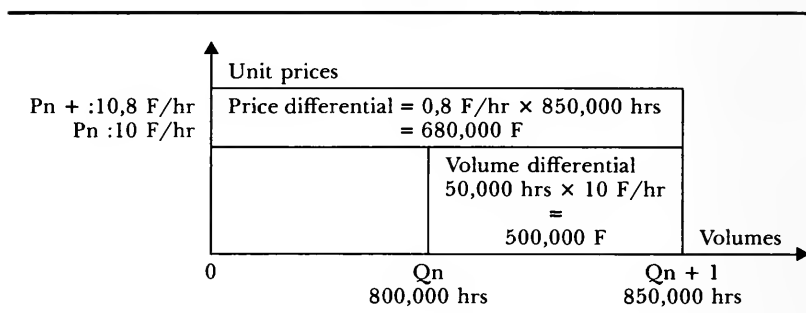 Unit prices
Pn + :10,8 F/hr
Price differential = 0,8 F/hr × 850,000 hrs
Pn :10 F/hr
= 680,000 F
Volume differential
50,000 hrs × 10 F/hr
=
500,000 F
Volumes
0
Qn
Qn + 1
800,000 hrs
850,000 hrs